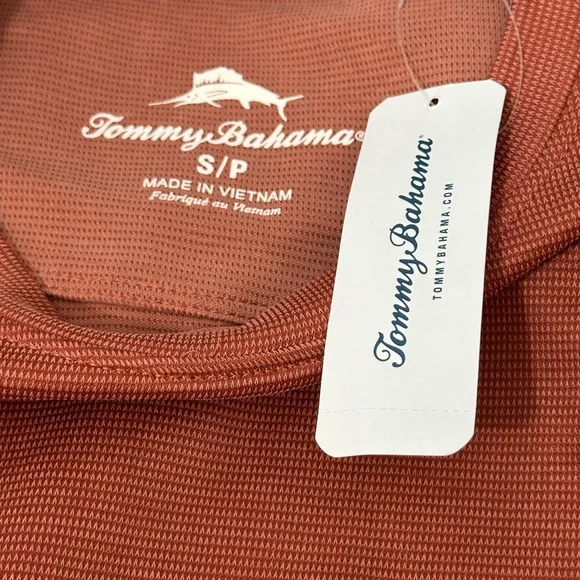 Tommy Bahama®
S/P
MADE IN VIETNAM
Fabriqué au Vietnam
Tommy Bahama®
TOMMYBAHAMA.COM